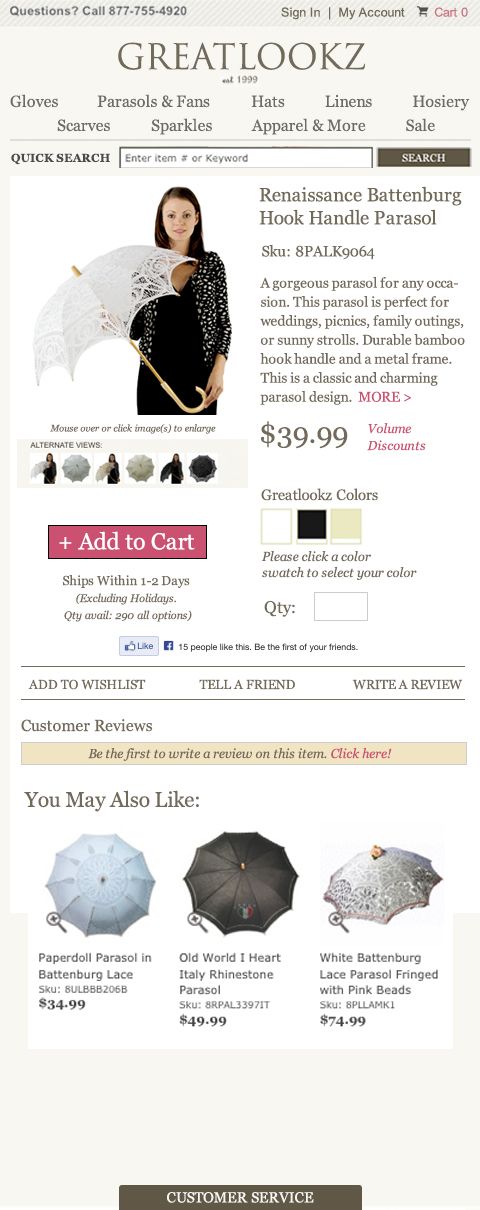 Questions? Call 877-755-4920
Sign In | My Account Cart 0
GREATLOOKZ
est 1999
Gloves Parasols & Fans Hats Linens Hosiery
Scarves Sparkles Apparel & More Sale
QUICK SEARCH Enter item # or Keyword SEARCH
Renaissance Battenburg
Hook Handle Parasol
Sku: 8PALK9064
A gorgeous parasol for any occa-
sion. This parasol is perfect for
weddings, picnics, family outings,
or sunny strolls. Durable bamboo
hook handle and a metal frame.
This is a classic and charming
parasol design. MORE >
Mouse over or click image(s) to enlarge
ALTERNATE VIEWS:
$39.99 Volume
Discounts
Greatlookz Colors
Please click a color
swatch to select your color
Qty:
+ Add to Cart
Ships Within 1-2 Days
(Excluding Holidays.
Qty avail: 290 all options)
Like 15 people like this. Be the first of your friends.
ADD TO WISHLIST TELL A FRIEND WRITE A REVIEW
Customer Reviews
Be the first to write a review on this item. Click here!
You May Also Like:
Paperdoll Parasol in
Battenburg Lace
Sku: 8ULBBB206B
$34.99
Old World I Heart
Italy Rhinestone
Parasol
Sku: 8RPAL3397IT
$49.99
White Battenburg
Lace Parasol Fringed
with Pink Beads
Sku: 8PLLAMK1
$74.99
CUSTOMER SERVICE